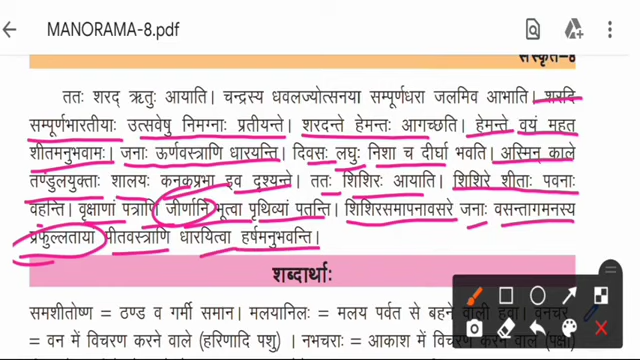 MANORAMA-8.pdf
संस्कृत-8
ततः शरद् ऋतुः आयाति। चन्द्रस्य धवलज्योत्सनया सम्पूर्णधरा जलमिव आभाति। शरदि
सम्पूर्णभारतीयाः उत्सवेषु निमग्नाः प्रतीयन्ते। शरदन्ते हेमन्तः आगच्छति। हेमन्ते वयं महत
शीतमनुभवामः। जनाः ऊर्णवस्त्राणि धारयन्ति। दिवसः लघुः निशा च दीर्घा भवति। अस्मिन काले
तण्डुलयुक्ताः शालयः कनकप्रभा इव दृश्यन्ते। ततः शिशिरः आयाति। शिशिरे शीताः पवनाः
वहन्ति। वृक्षाणां पत्राणि जीर्णानि भूत्वा पृथिव्यां पतन्ति। शिशिरसमापनावसरे जनाः वसन्तागमनस्य
प्रफुल्लताया पीतवस्त्राणि धारयित्वा हर्षमनुभवन्ति।
शब्दार्थाः
समशीतोष्ण = ठण्ड व गर्मी समान। मलयानिलः = मलय पर्वत से बहने वाली हवा। वनचर
= वन में विचरण करने वाले (हरिणादि पशु)। नभचराः = आकाश में विचरण करने वाले (पक्षी